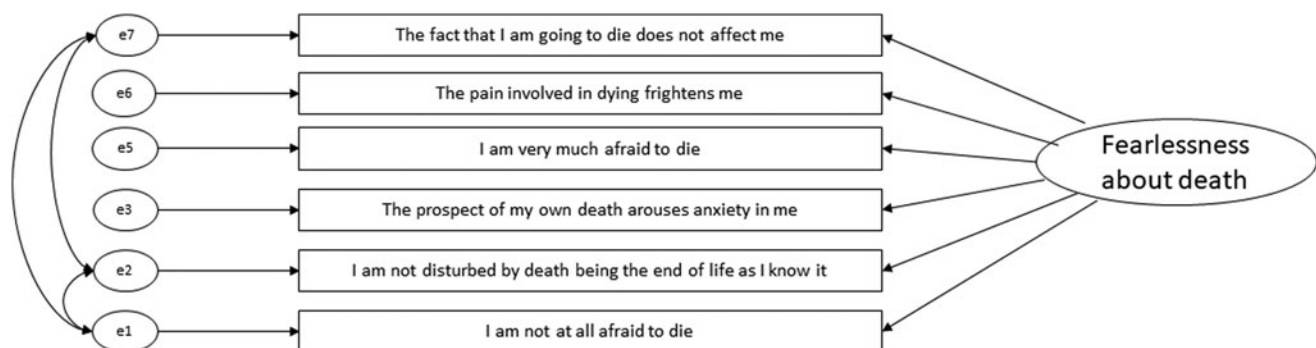 e7
The fact that I am going to die does not affect me
e6
The pain involved in dying frightens me
e5
I am very much afraid to die
Fearlessness
about death
e3
The prospect of my own death arouses anxiety in me
e2
I am not disturbed by death being the end of life as I know it
e1
I am not at all afraid to die